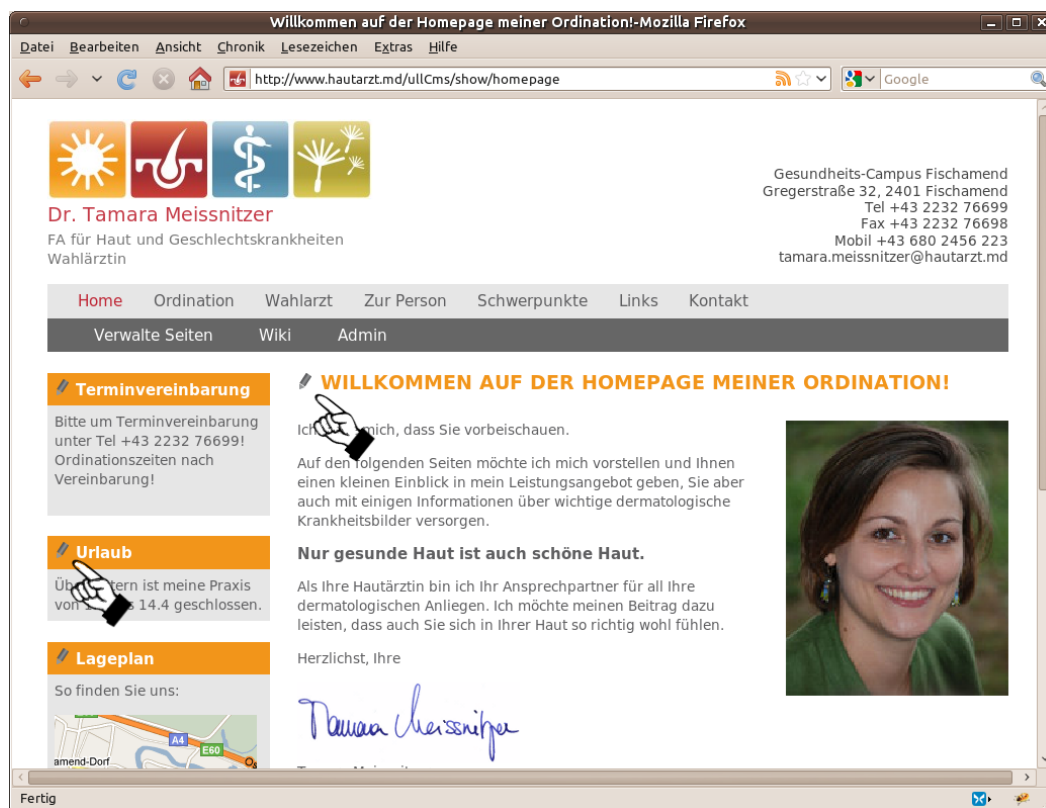 Willkommen auf der Homepage meiner Ordination!-Mozilla Firefox
Datei Bearbeiten Ansicht Chronik Lesezeichen Extras Hilfe
http://www.hautarzt.md/ullCms/show/homepage
Google
Dr. Tamara Meissnitzer
FA für Haut und Geschlechtskrankheiten
Wahlärztin
Gesundheits-Campus Fischamend
Gregerstraße 32, 2401 Fischamend
Tel +43 2232 76699
Fax +43 2232 76698
Mobil +43 680 2456 223
tamara.meissnitzer@hautarzt.md
Home Ordination Wahlarzt Zur Person Schwerpunkte Links Kontakt
Verwalte Seiten Wiki Admin
Terminvereinbarung
Bitte um Terminvereinbarung
unter Tel +43 2232 76699!
Ordinationszeiten nach
Vereinbarung!
Urlaub
ist meine Praxis
von 14.4 geschlossen.
Lageplan
So finden Sie uns:
A4
E60
amend-Dorf
WILLKOMMEN AUF DER HOMEPAGE MEINER ORDINATION!
Ich mich, dass Sie vorbeischauen.
Auf den folgenden Seiten möchte ich mich vorstellen und Ihnen
einen kleinen Einblick in mein Leistungsangebot geben, Sie aber
auch mit einigen Informationen über wichtige dermatologische
Krankheitsbilder versorgen.
Nur gesunde Haut ist auch schöne Haut.
Als Ihre Hautärztin bin ich Ihr Ansprechpartner für all Ihre
dermatologischen Anliegen. Ich möchte meinen Beitrag dazu
leisten, dass auch Sie sich in Ihrer Haut so richtig wohl fühlen.
Herzlichst, Ihre
Tamara Meissnitzer
Fertig